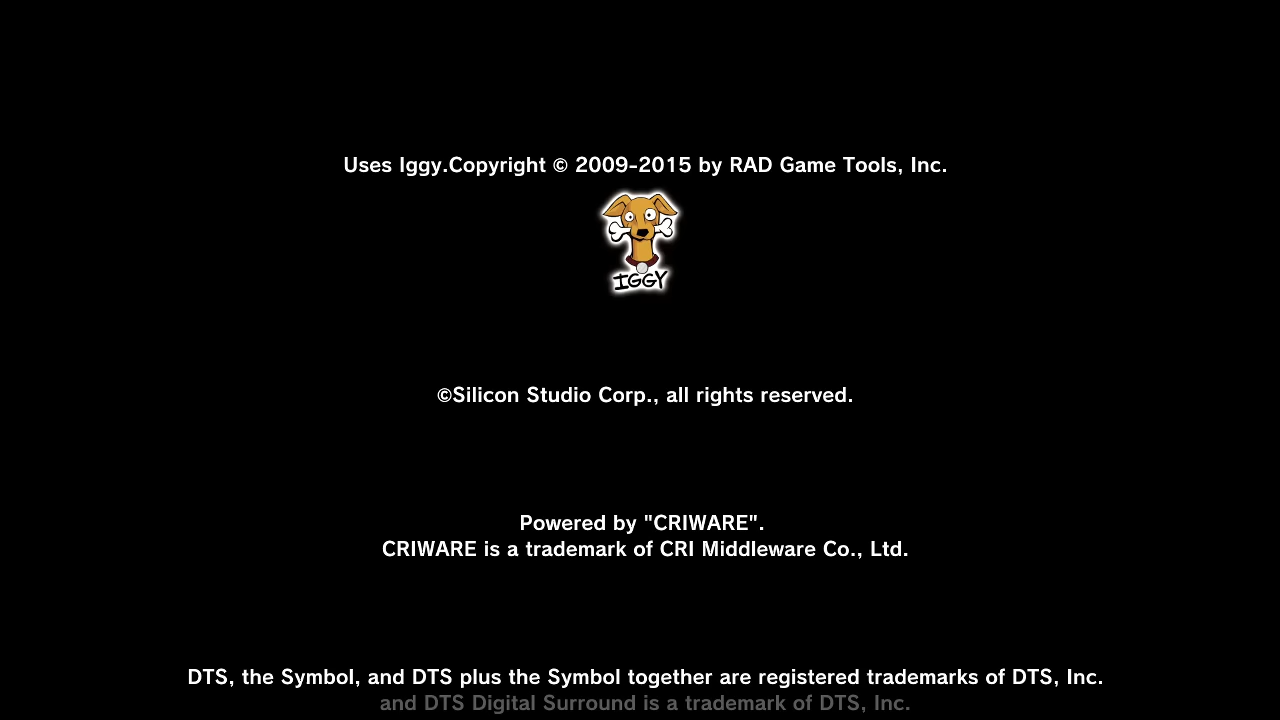 Uses Iggy.Copyright © 2009-2015 by RAD Game Tools, Inc.
IGGY
©Silicon Studio Corp., all rights reserved.
Powered by "CRIWARE".
CRIWARE is a trademark of CRI Middleware Co., Ltd.
DTS, the Symbol, and DTS plus the Symbol together are registered trademarks of DTS, Inc.
and DTS Digital Surround is a trademark of DTS, Inc.